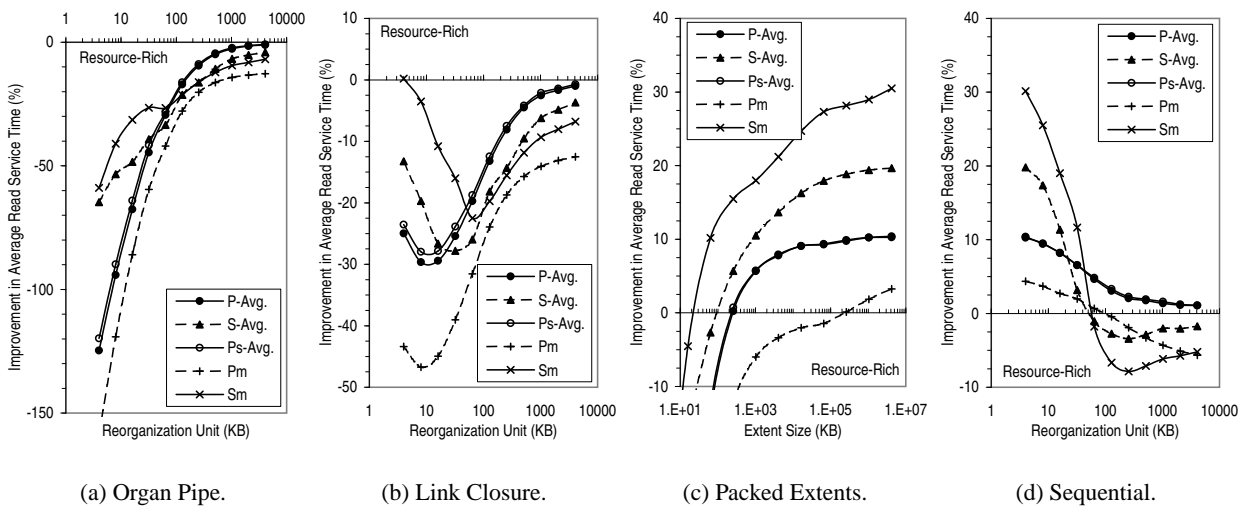 1 10 100 1000 10000
Improvement in Average Read Service Time (%)
0
-50
-100
-150
Resource-Rich
P-Avg.
S-Avg.
Ps-Avg.
Pm
Sm
Reorganization Unit (KB)
(a) Organ Pipe.
Improvement in Average Read Service Time (%)
10
0
-10
-20
-30
-40
-50
Resource-Rich
P-Avg.
S-Avg.
Ps-Avg.
Pm
Sm
1 10 100 1000 10000
Reorganization Unit (KB)
(b) Link Closure.
Improvement in Average Read Service Time (%)
40
30
20
10
0
-10
P-Avg.
S-Avg.
Ps-Avg.
Pm
Sm
Resource-Rich
1.E+01 1.E+03 1.E+05 1.E+07
Extent Size (KB)
(c) Packed Extents.
Improvement in Average Read Service Time (%)
40
30
20
10
0
-10
P-Avg.
S-Avg.
Ps-Avg.
Pm
Sm
Resource-Rich
1 10 100 1000 10000
Reorganization Unit (KB)
(d) Sequential.